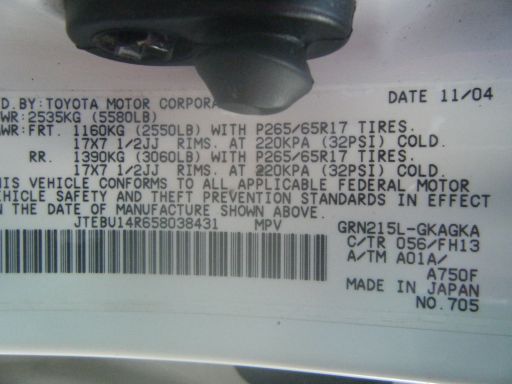 D.BY:TOYOTA MOTOR CORPORA DATE 11/04
WR:2535KG (5580LB)
WR:FRT. 1160KG (2550LB) WITH P265/65R17 TIRES.
17X7 1/2JJ RIMS. AT 220KPA (32PSI) COLD.
RR. 1390KG (3060LB) WITH P265/65R17 TIRES.
17X7 1/2JJ RIMS. AT 220KPA (32PSI) COLD.
IS VEHICLE CONFORMS TO ALL APPLICABLE FEDERAL MOTOR
EHICLE SAFETY AND THEFT PREVENTION STANDARDS IN EFFECT
N THE DATE OF MANUFACTURE SHOWN ABOVE.
JTEBU14R658038431 MPV GRN215L-GKAGKA
C/TR 056/FH13
A/TM A01A/
A750F
MADE IN JAPAN
NO.705